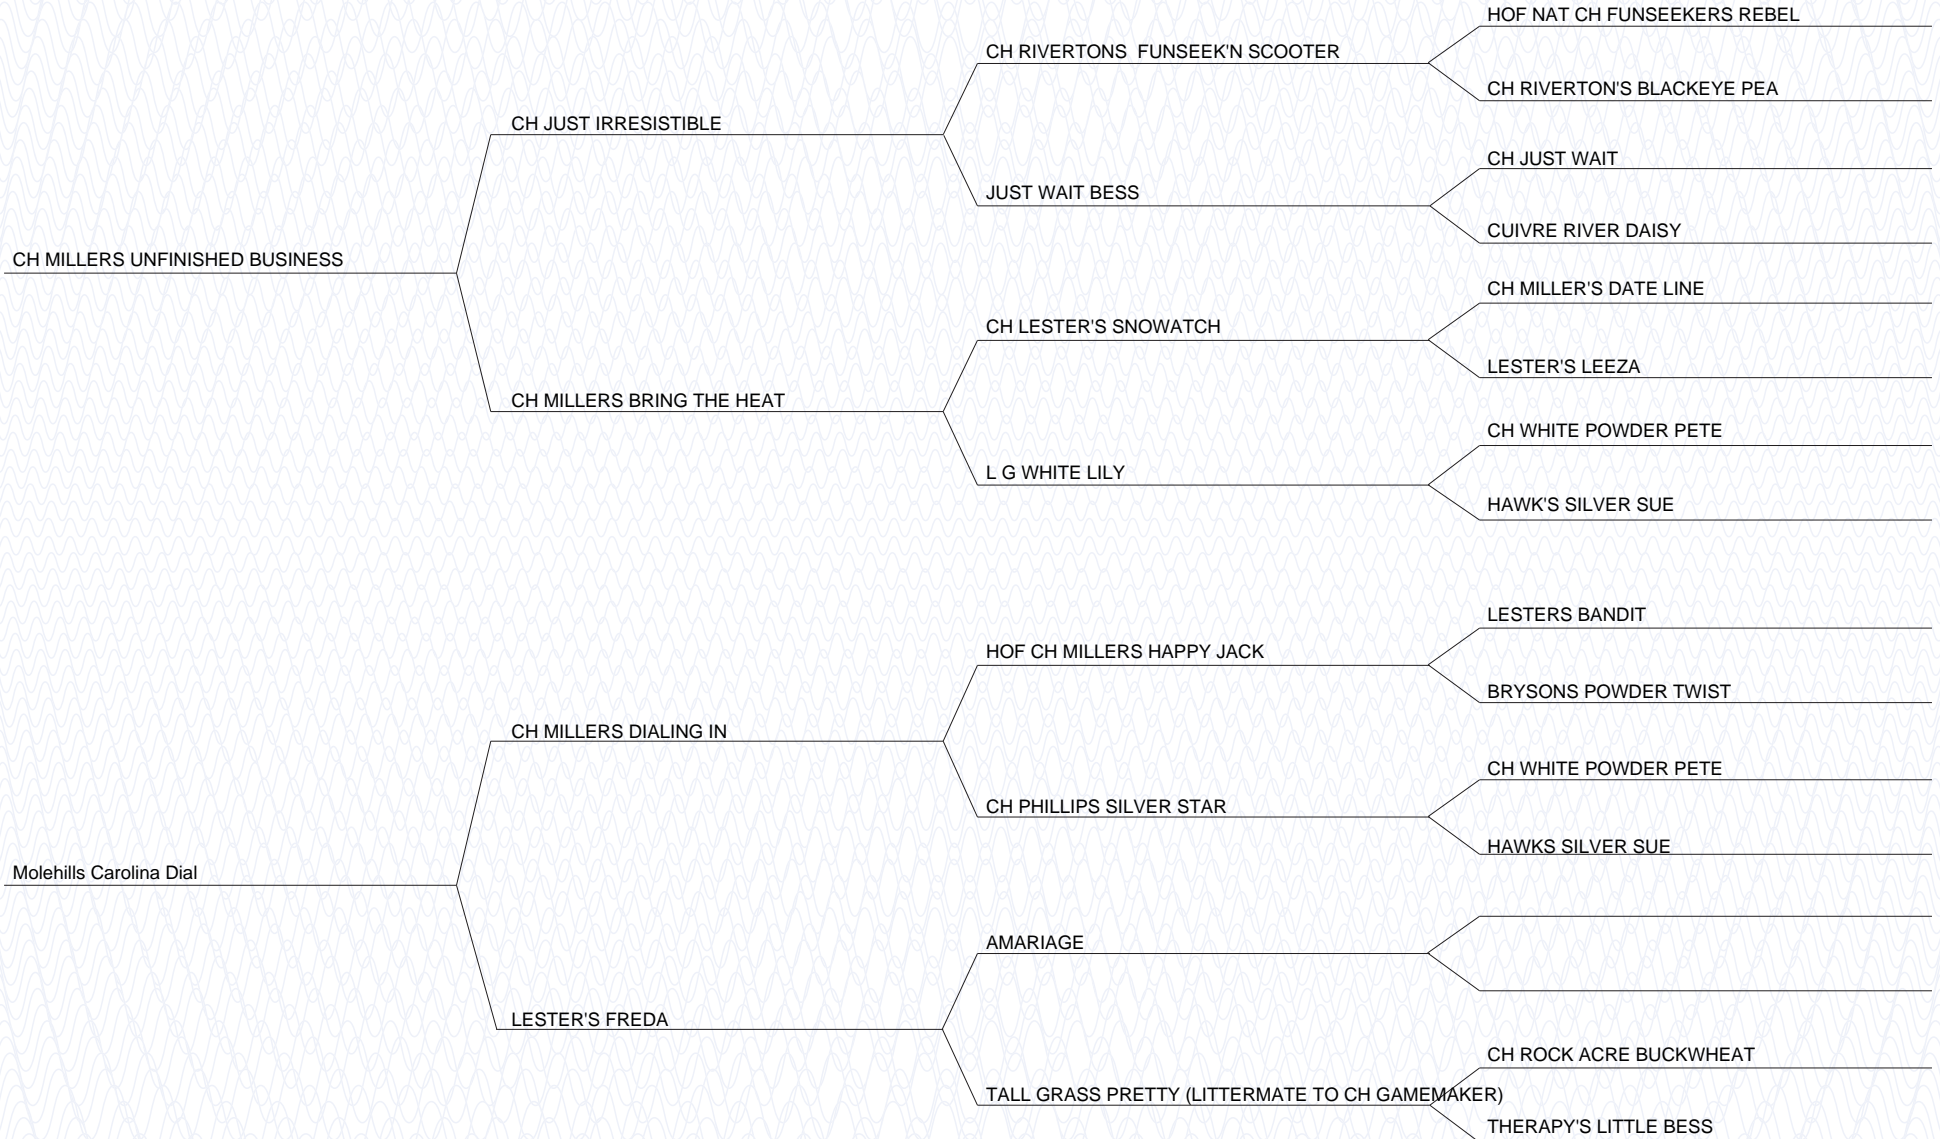 HOF NAT CH FUNSEEKERS REBEL
CH RIVERTONS  FUNSEEK'N SCOOTER
CH RIVERTON'S BLACKEYE PEA
CH JUST IRRESISTIBLE
CH JUST WAIT
JUST WAIT BESS
CUIVRE RIVER DAISY
CH MILLERS UNFINISHED BUSINESS
CH MILLER'S DATE LINE
CH LESTER'S SNOWATCH
LESTER'S LEEZA
CH MILLERS BRING THE HEAT
CH WHITE POWDER PETE
L G WHITE LILY
HAWK'S SILVER SUE
LESTERS BANDIT
HOF CH MILLERS HAPPY JACK
BRYSONS POWDER TWIST
CH MILLERS DIALING IN
CH WHITE POWDER PETE
CH PHILLIPS SILVER STAR
HAWKS SILVER SUE
Molehills Carolina Dial
AMARIAGE
LESTER'S FREDA
CH ROCK ACRE BUCKWHEAT
TALL GRASS PRETTY (LITTERMATE TO CH GAMEMAKER)
THERAPY'S LITTLE BESS